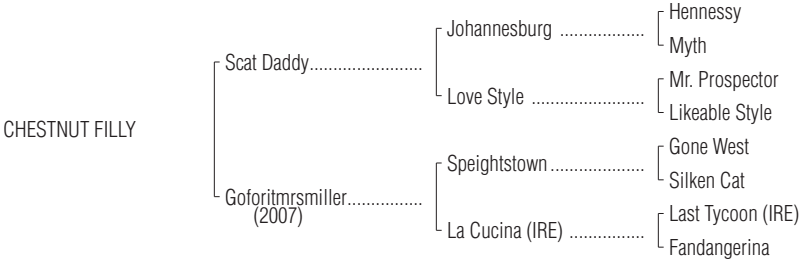 Hennessy
Johannesburg ..................
Myth
Scat Daddy........................
Mr. Prospector
Love Style ........................
Likeable Style
CHESTNUT FILLY
Gone West
Speightstown....................
Silken Cat
Goforitmrsmiller................
(2007)
Last Tycoon (IRE)
La Cucina (IRE) ................
Fandangerina